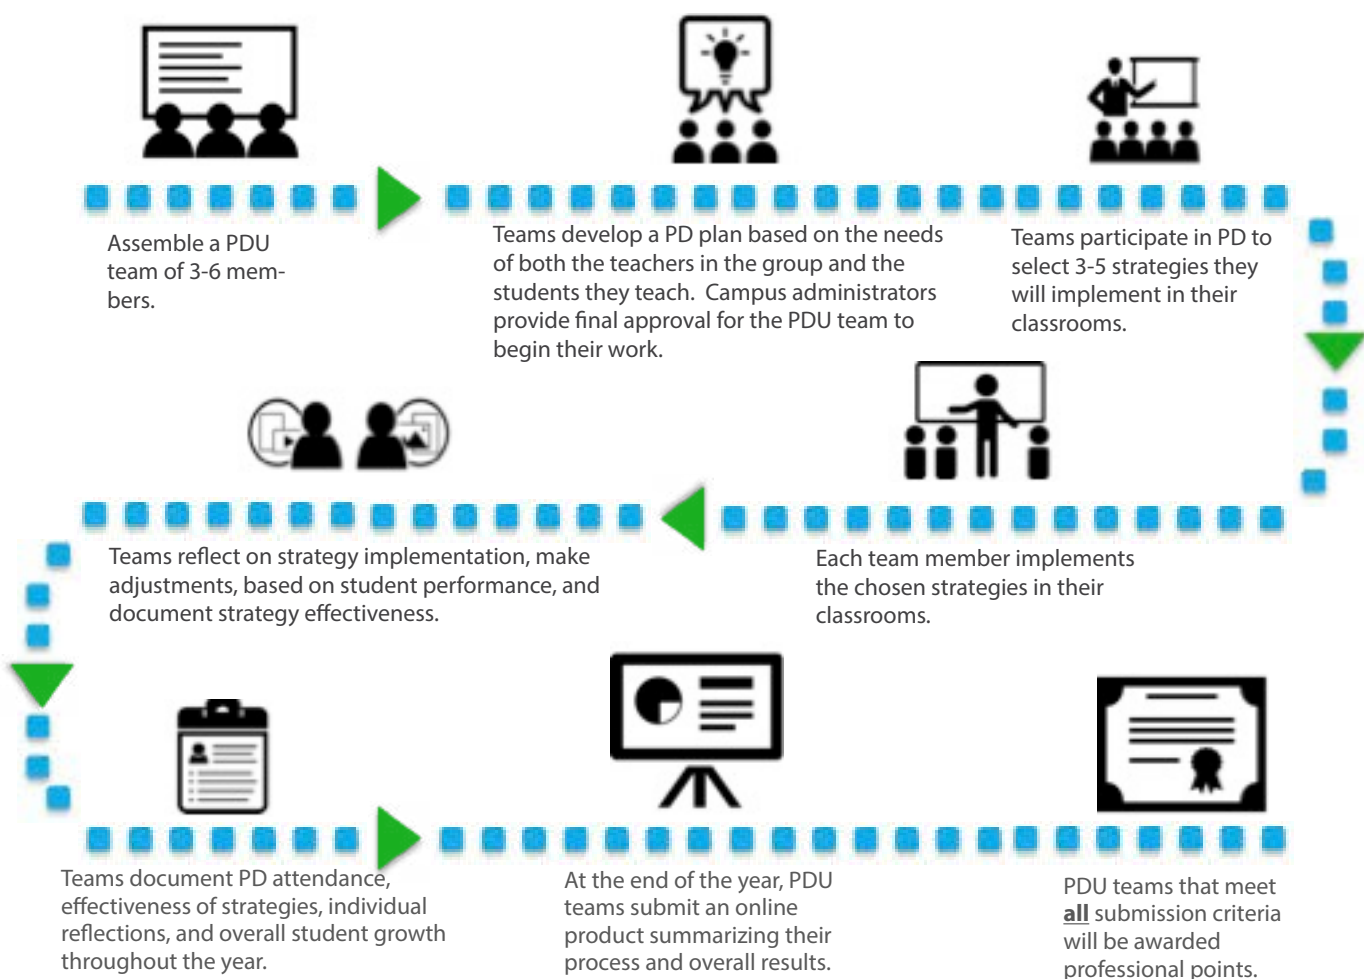 Assemble a PDU
team of 3-6 mem-
bers.
Teams develop a PD plan based on the needs
of both the teachers in the group and the
students they teach.  Campus administrators
provide final approval for the PDU team to
begin their work.
Teams participate in PD to
select 3-5 strategies they
will implement in their
classrooms.
Each team member implements
the chosen strategies in their
classrooms.
Teams reflect on strategy implementation, make
adjustments, based on student performance, and
document strategy effectiveness.
Teams document PD attendance,
effectiveness of strategies, individual
reflections, and overall student growth
throughout the year.
At the end of the year, PDU
teams submit an online
product summarizing their
process and overall results.
PDU teams that meet
all submission criteria
will be awarded
professional points.